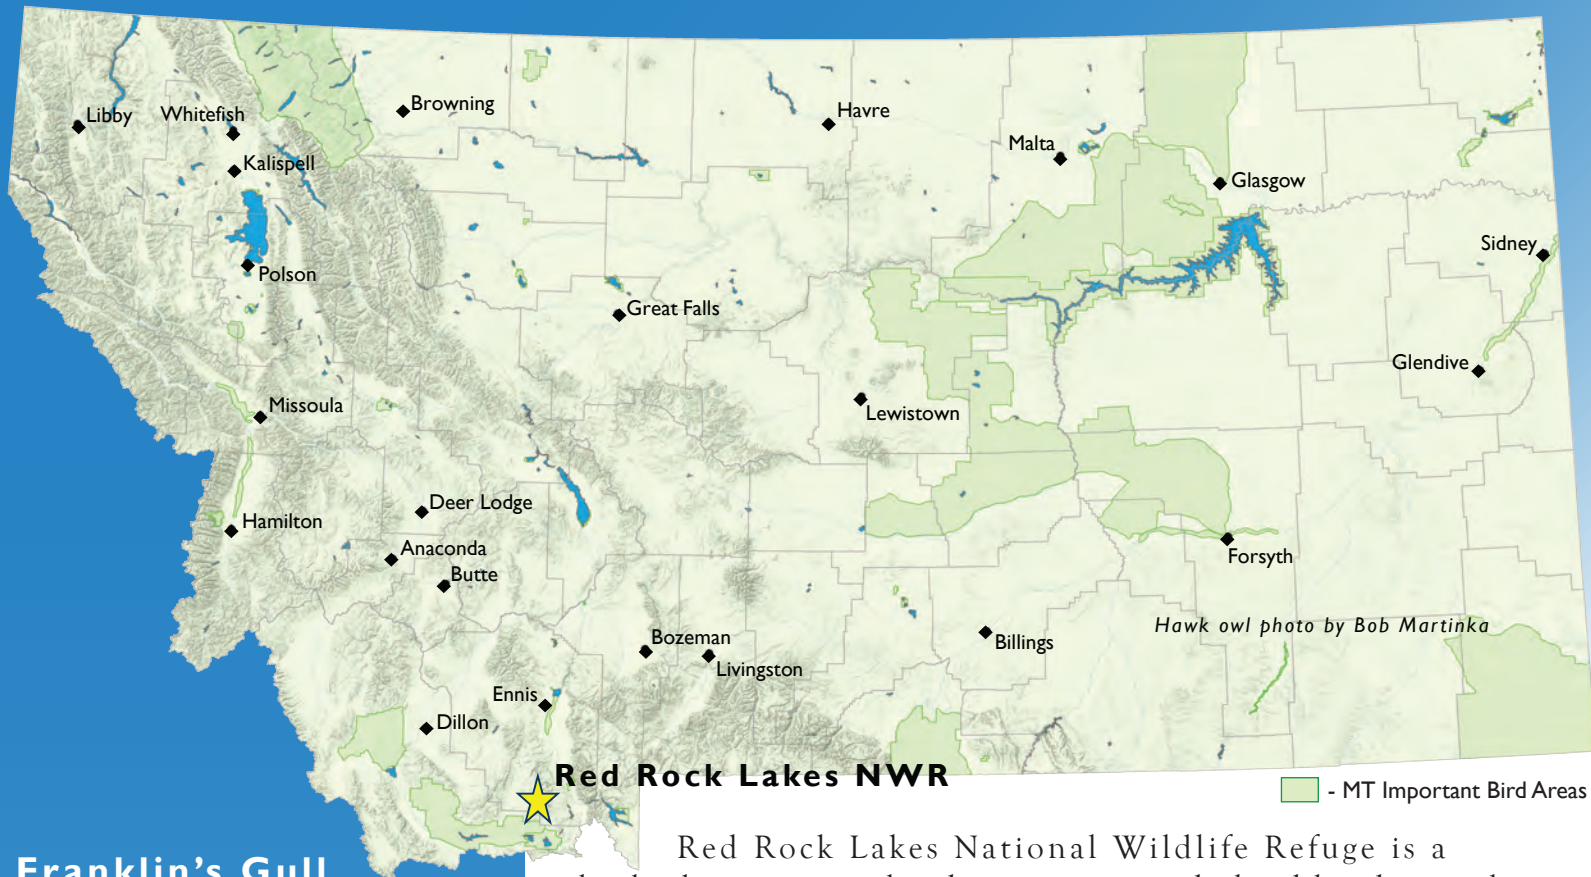 Libby
Whitefish
Browning
Havre
Kalispell
Malta
Glasgow
Polson
Sidney
Great Falls
Glendive
Missoula
Lewistown
Deer Lodge
Hamilton
Anaconda
Butte
Forsyth
Hawk owl photo by Bob Martinka
Bozeman
Billings
Livingston
Ennis
Dillon
Red Rock Lakes NWR
- MT Important Bird Areas
Red Rock Lakes National Wildlife Refuge is a
Franklin's Gull